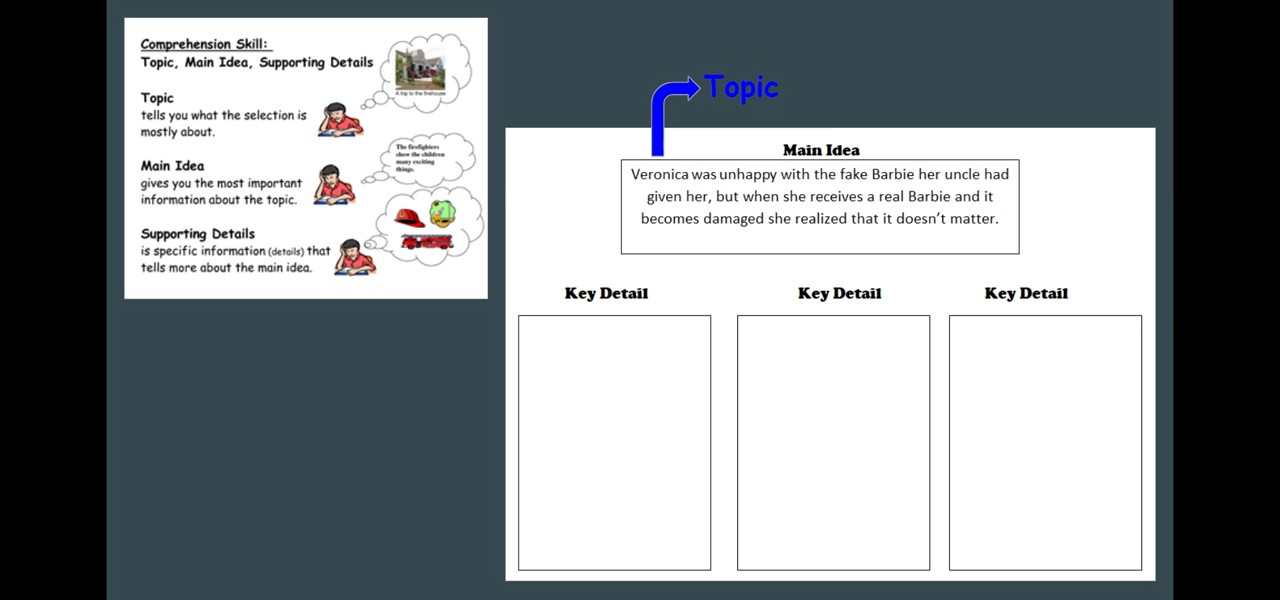 Comprehension Skill:
Topic, Main Idea, Supporting Details
A trip to the firehouse
Topic
tells you what the selection is
mostly about.
The firefighters
show the children
many exciting
things.
Main Idea
gives you the most important
information about the topic.
Supporting Details
is specific information (details) that
tells more about the main idea.
Topic
Main Idea
Veronica was unhappy with the fake Barbie her uncle had
given her, but when she receives a real Barbie and it
becomes damaged she realized that it doesn’t matter.
Key Detail
Key Detail
Key Detail